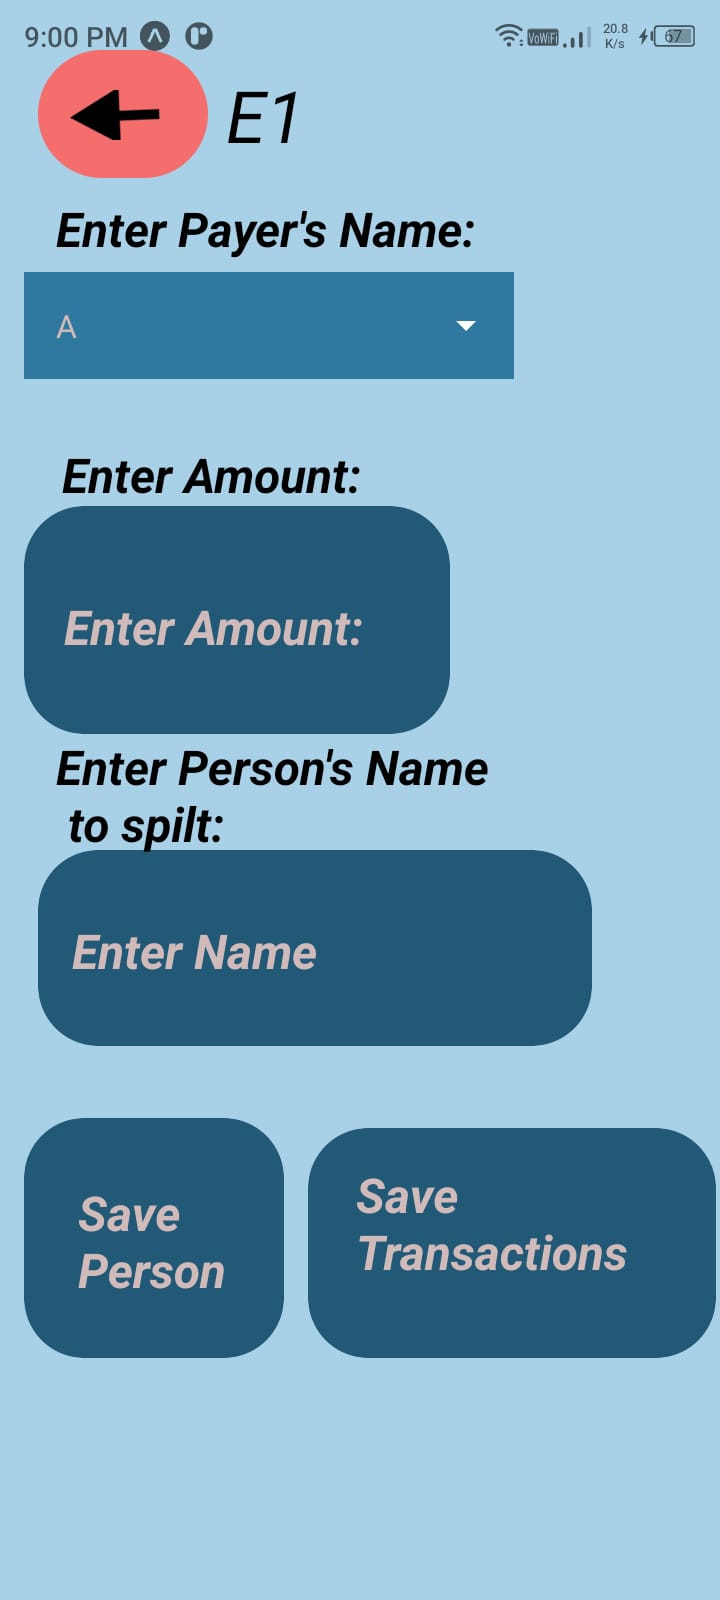 9:00 PM VoWiFi 20.8 K/s 67
E1
Enter Payer's Name:
A
Enter Amount:
Enter Amount:
Enter Person's Name
to spilt:
Enter Name
Save
Person
Save
Transactions